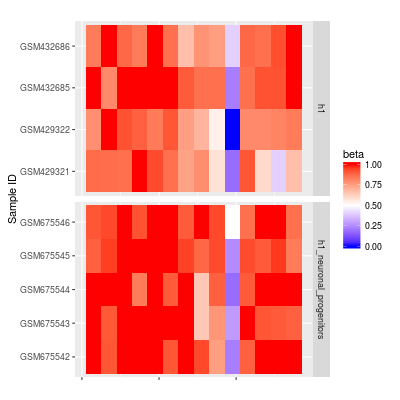 GSM432686
GSM432685
GSM429322
GSM429321
h1
GSM675546
GSM675545
GSM675544
GSM675543
GSM675542
h1_neuronal_progenitors
Sample ID
beta
1.00
0.75
0.50
0.25
0.00